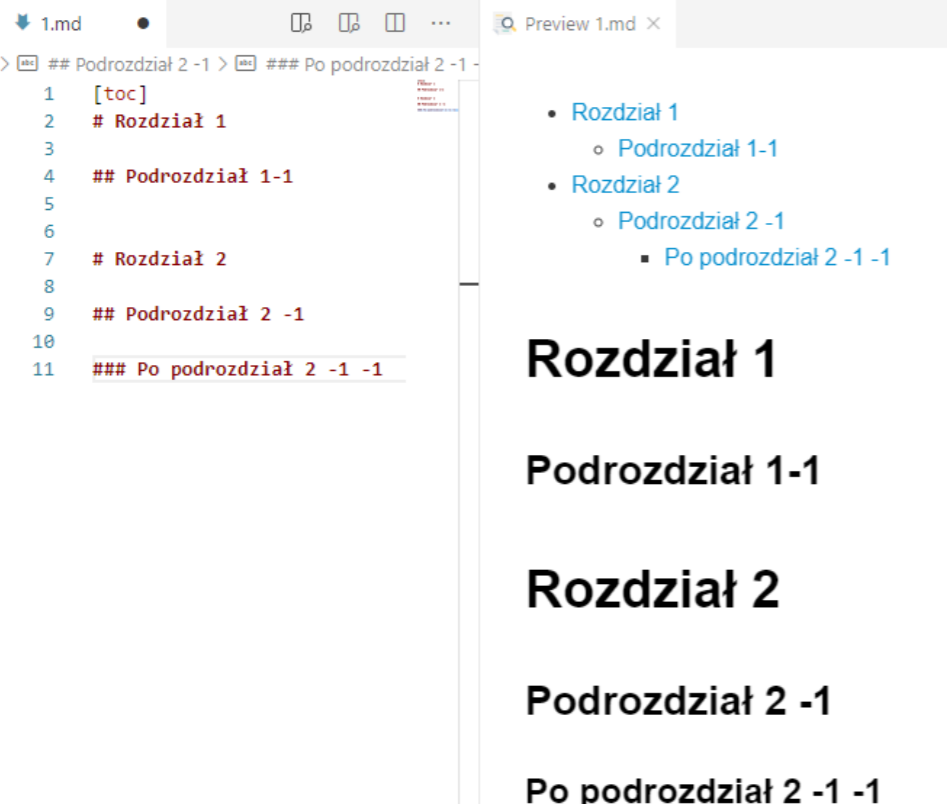 1.md
## Podrozdział 2 -1 > ### Po podrozdział 2 -1 -
1 [toc]
2 # Rozdział 1
3
4 ## Podrozdział 1-1
5
6
7 # Rozdział 2
8
9 ## Podrozdział 2 -1
10
11 ### Po podrozdział 2 -1 -1
Preview 1.md
• Rozdział 1
○ Podrozdział 1-1
• Rozdział 2
○ Podrozdział 2 -1
▪ Po podrozdział 2 -1 -1
Rozdział 1
Podrozdział 1-1
Rozdział 2
Podrozdział 2 -1
Po podrozdział 2 -1 -1